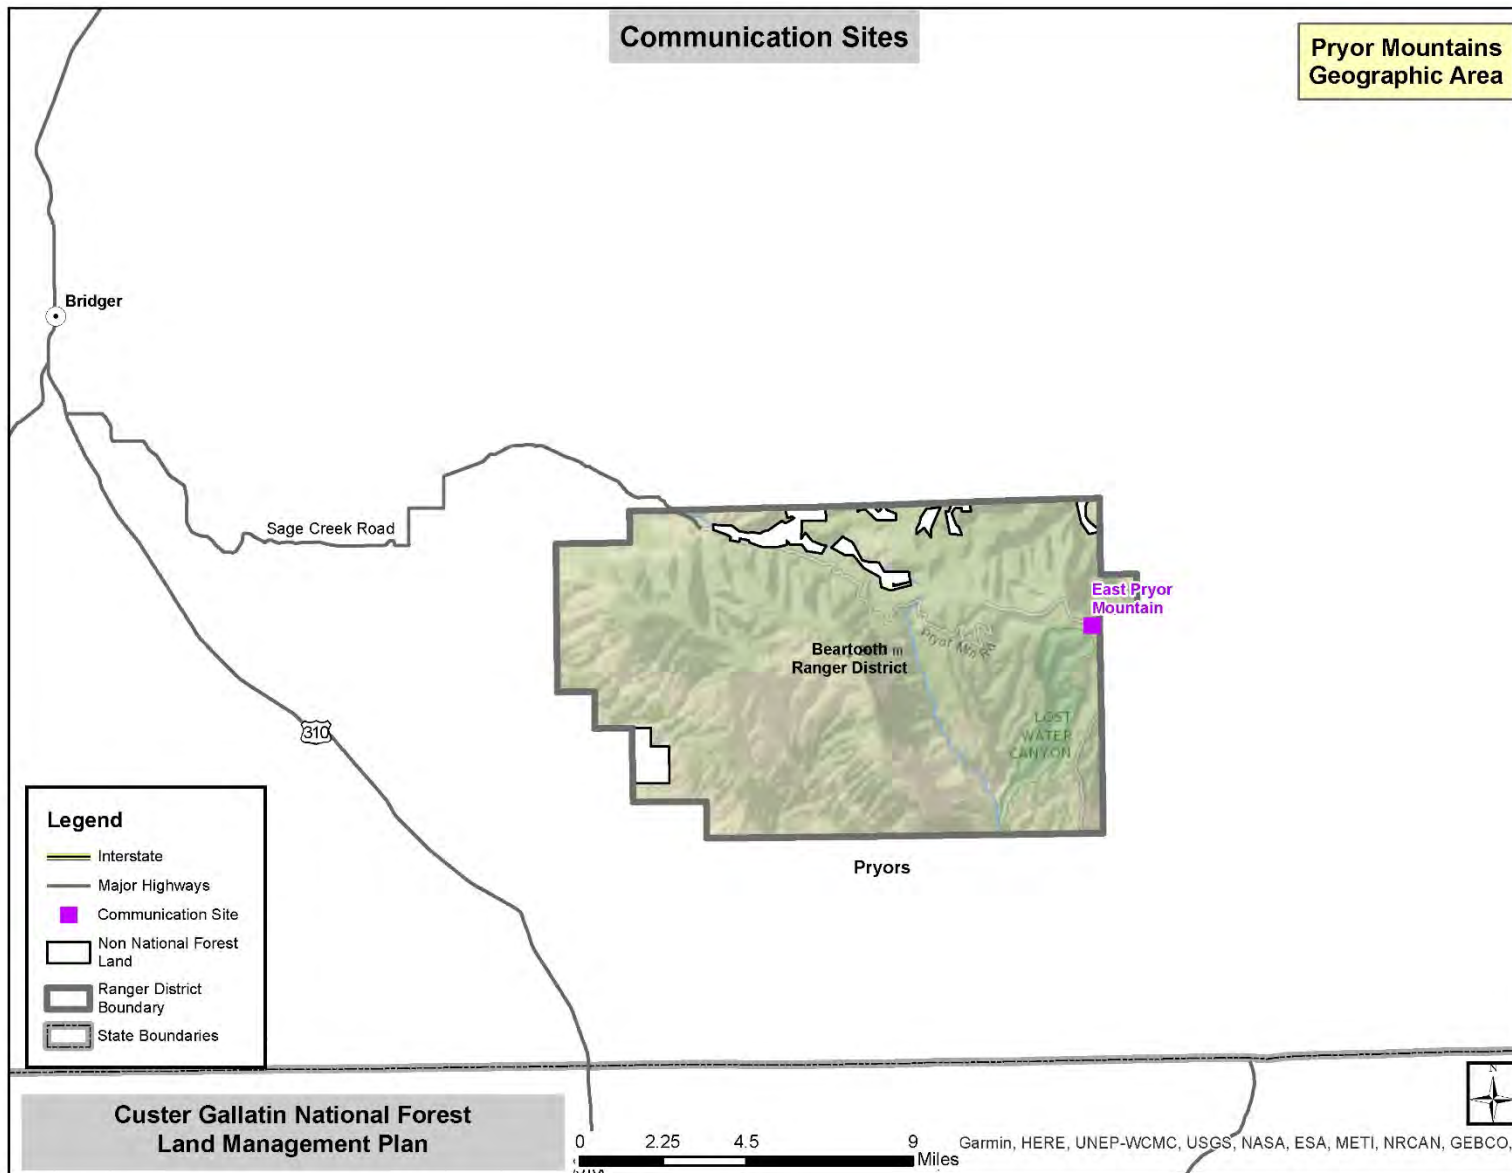 Communication Sites
Pryor Mountains
Geographic Area
Bridger
Sage Creek Road
East Pryor
Mountain
Beartooth
Ranger District
Pryor Mtn Rd
LOST
WATER
CANYON
310
Pryors
Legend
Interstate
Major Highways
Communication Site
Non National Forest
Land
Ranger District
Boundary
State Boundaries
N
Custer Gallatin National Forest
Land Management Plan
0 2.25 4.5 9
Miles
Garmin, HERE, UNEP-WCMC, USGS, NASA, ESA, METI, NRCAN, GEBCO,